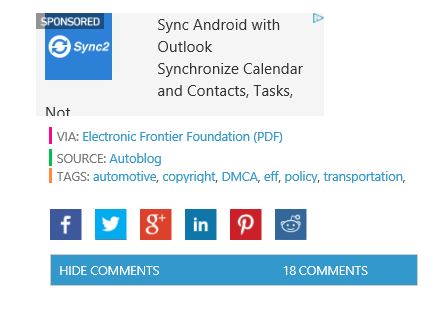 SPONSORED
Sync2
Sync Android with
Outlook
Synchronize Calendar
and Contacts, Tasks,
Not
VIA: Electronic Frontier Foundation (PDF)
SOURCE: Autoblog
TAGS: automotive, copyright, DMCA, eff, policy, transportation,
f g+ in
HIDE COMMENTS 18 COMMENTS